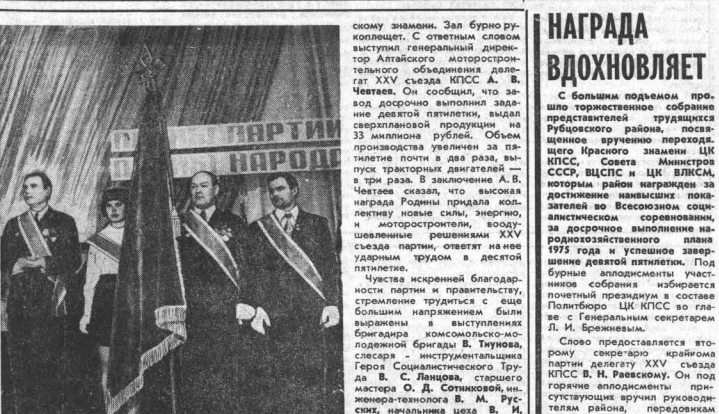 ПАРТИИ
НАРОДО
скому знамени. Зал бурно ру-
коплещет. С ответным словом
выступил генеральный дирек-
тор Алтайского моторострои-
тельного объединения деле-
гат XXV съезда КПСС А. В.
Чевтаев. Он сообщил, что за-
вод досрочно выполнил зада-
ние девятой пятилетки, выдал
сверхплановой продукции на
33 миллиона рублей. Объем
производства увеличен за пя-
тилетие почти в два раза, вы-
пуск тракторных двигателей —
в три раза. В заключение А. В.
Чевтаев сказал, что высокая
награда Родины придала кол-
лективу новые силы, энергию,
и моторостроители, вооду-
шевленные решениями XXV
съезда партии, ответят на нее
ударным трудом в десятой
пятилетке.
Чувства искренней благодар-
ности партии и правительству,
стремление трудиться с еще
большим напряжением были
выражены в выступлениях
бригадира комсомольско-мо-
лодежной бригады В. Тиунова,
слесаря - инструментальщика
Героя Социалистического Тру-
да В. С. Ланцова, старшего
мастера О. Д. Сотниковой, ин-
женера-технолога В. М. Рус-
ских, начальника цеха В. И.
НАГРАДА
ВДОХНОВЛЯЕТ
С большим подъемом про-
шло торжественное собрание
представителей трудящихся
Рубцовского района, посвя-
щенное вручению переходя-
щего Красного знамени ЦК
КПСС, Совета Министров
СССР, ВЦСПС и ЦК ВЛКСМ,
которым район награжден за
достижение наивысших пока-
зателей во Всесоюзном соци-
алистическом соревновании,
за досрочное выполнение на-
роднохозяйственного плана
1975 года и успешное завер-
шение девятой пятилетки. Под
бурные аплодисменты участ-
ников собрания избирается
почетный президиум в составе
Политбюро ЦК КПСС во гла-
ве с Генеральным секретарем
Л. И. Брежневым.
Слово предоставляется вто-
рому секретарю крайкома
партии делегату XXV съезда
КПСС В. Н. Раевскому. Он под
горячие аплодисменты при-
сутствующих вручил руководи-
телям района, передовикам